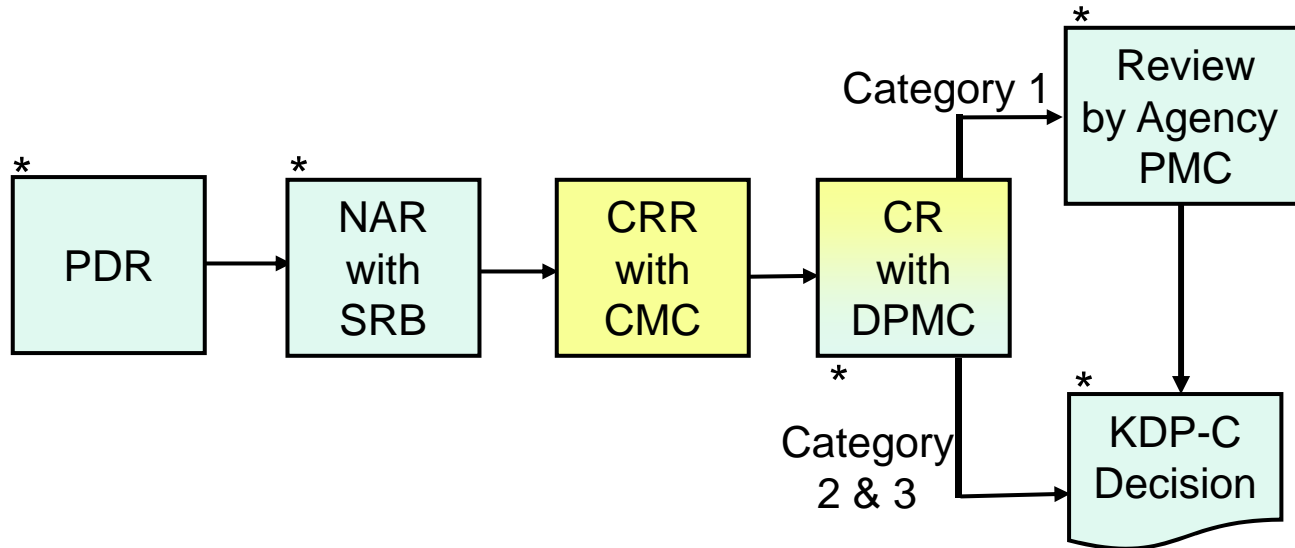 *
PDR
*
NAR
with
SRB
CRR
with
CMC
CR
with
DPMC
*
Category 1
*
Review
by Agency
PMC
Category
2 & 3
*
KDP-C
Decision